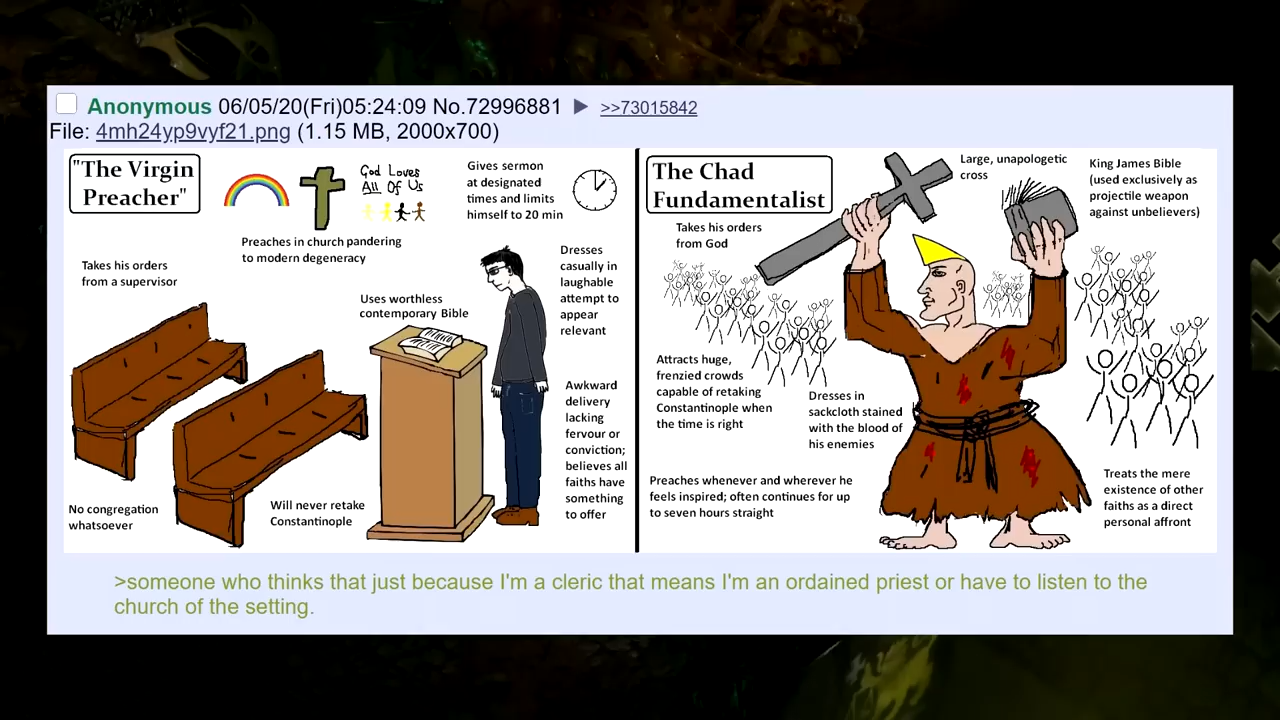 Anonymous 06/05/20(Fri)05:24:09 No.72996881 ▶ >>73015842
File: 4mh24yp9vyf21.png (1.15 MB, 2000x700)
"The Virgin
Preacher"
God Loves
All Of Us
Gives sermon
at designated
times and limits
himself to 20 min
Preaches in church pandering
to modern degeneracy
Takes his orders
from a supervisor
Uses worthless
contemporary Bible
Dresses
casually in
laughable
attempt to
appear
relevant
Awkward
delivery
lacking
fervour or
conviction;
believes all
faiths have
something
to offer
No congregation
whatsoever
Will never retake
Constantinople
The Chad
Fundamentalist
Large, unapologetic
cross
King James Bible
(used exclusively as
projectile weapon
against unbelievers)
Takes his orders
from God
Attracts huge,
frenzied crowds
capable of retaking
Constantinople when
the time is right
Dresses in
sackcloth stained
with the blood of
his enemies
Preaches whenever and wherever he
feels inspired; often continues for up
to seven hours straight
Treats the mere
existence of other
faiths as a direct
personal affront
>someone who thinks that just because I'm a cleric that means I'm an ordained priest or have to listen to the
church of the setting.